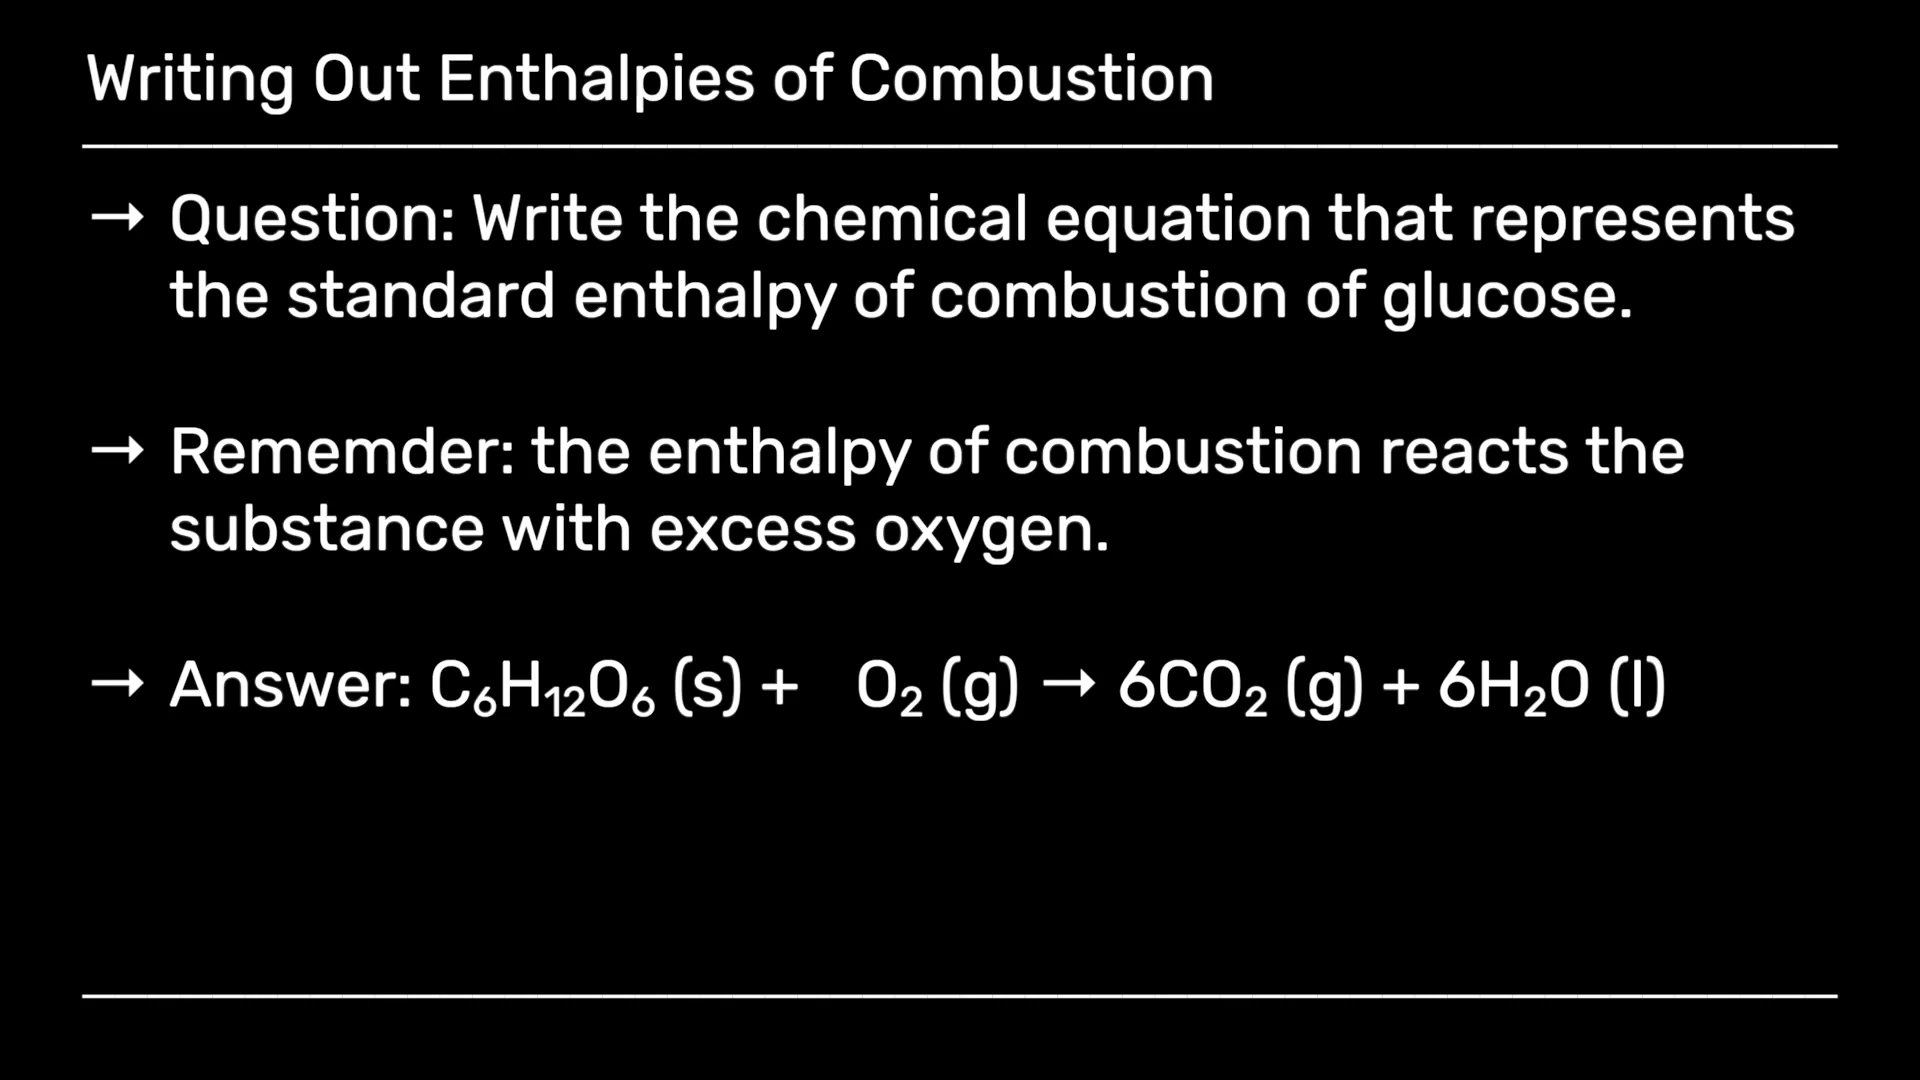 Writing Out Enthalpies of Combustion
→ Question: Write the chemical equation that represents
the standard enthalpy of combustion of glucose.
→ Rememder: the enthalpy of combustion reacts the
substance with excess oxygen.
→ Answer: C₆H₁₂O₆ (s) + O₂ (g) → 6CO₂ (g) + 6H₂O (l)